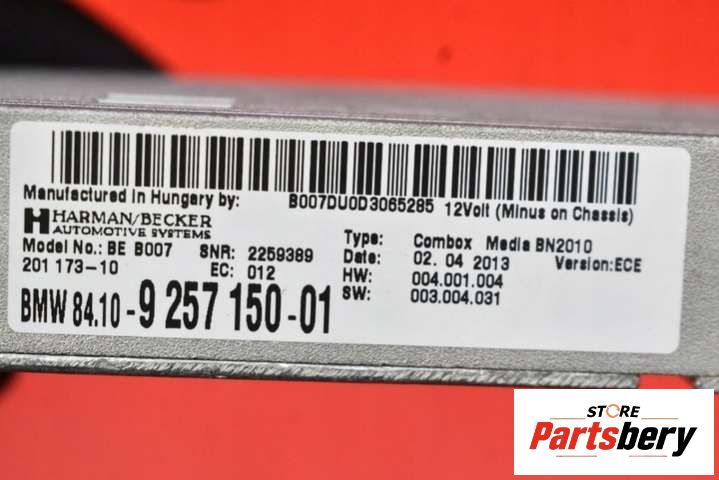 Manufactured in Hungary by: B007DU0D3065285 12Volt (Minus on Chassis)
HARMAN/BECKER
AUTOMOTIVE SYSTEMS
Model No.: BE B007 SNR: 2259389
201 173-10 EC: 012
BMW 84.10 -9 257 150-01
Type: Combox Media BN2010
Date: 02. 04 2013 Version:ECE
HW: 004.001.004
SW: 003.004.031
STORE
Partsbery